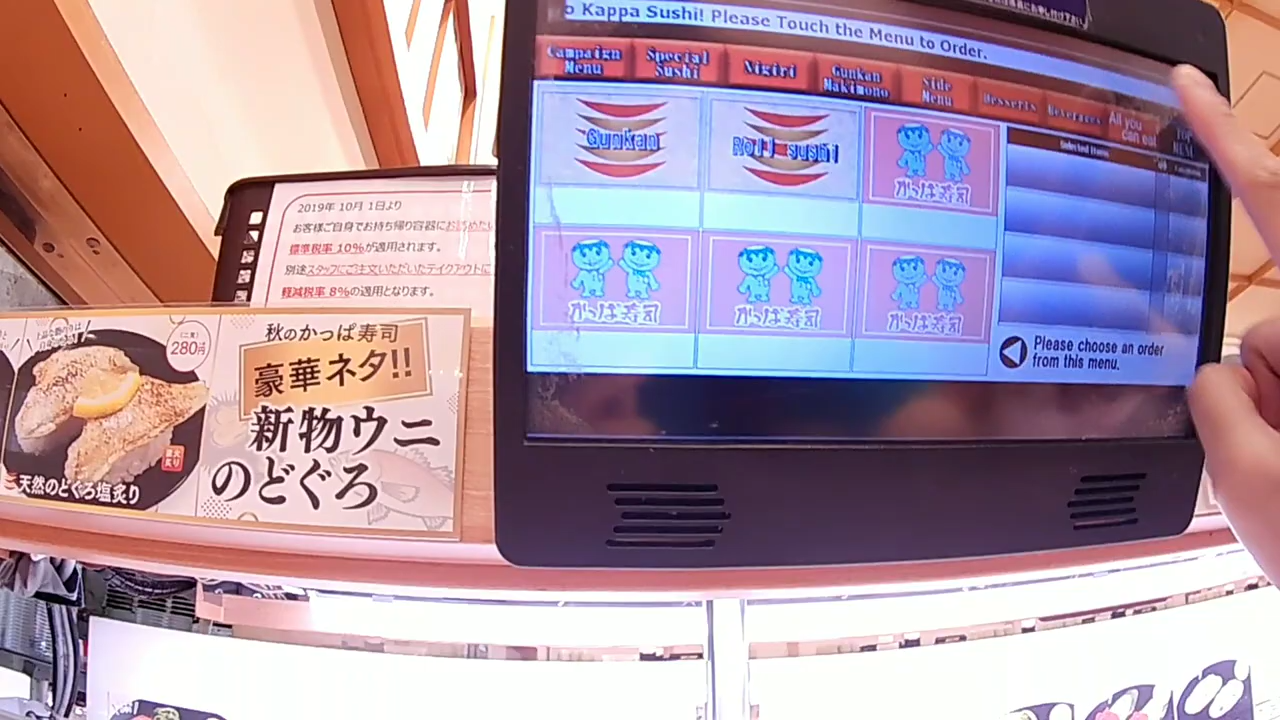 o Kappa Sushi! Please Touch the Menu to Order.
Campaign Menu
Special Sushi
Nigiri
Gunkan Makimono
Side Menu
Desserts
Beverages
All you can eat
TOP MENU
Gunkan
Roll sushi
かっぱ寿司
かっぱ寿司
かっぱ寿司
かっぱ寿司
Selected Items
Please choose an order
from this menu.
2019年10月1日より
お客様ご自身でお持ち帰り容器にお詰めたい
標準税率 10%が適用されます。
別途スタッフにご注文いただいたテイクアウトに
軽減税率 8%の適用となります。
秋のかっぱ寿司
豪華ネタ!!
新物ウニ
のどぐろ
280円
天然のどぐろ塩炙り